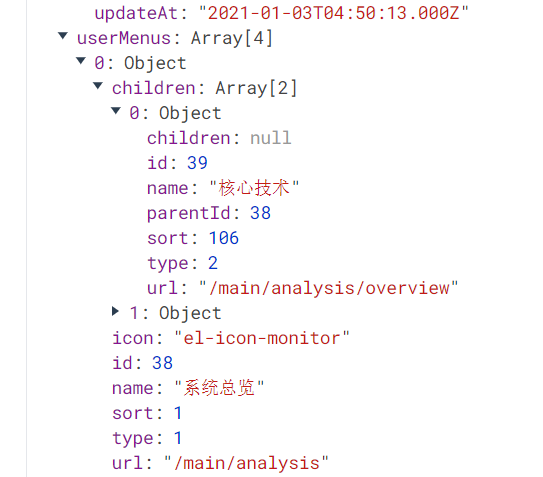 updateAt: "2021-01-03T04:50:13.000Z"
userMenus: Array[4]
0: Object
children: Array[2]
0: Object
children: null
id: 39
name: "核心技术"
parentId: 38
sort: 106
type: 2
url: "/main/analysis/overview"
1: Object
icon: "el-icon-monitor"
id: 38
name: "系统总览"
sort: 1
type: 1
url: "/main/analysis"